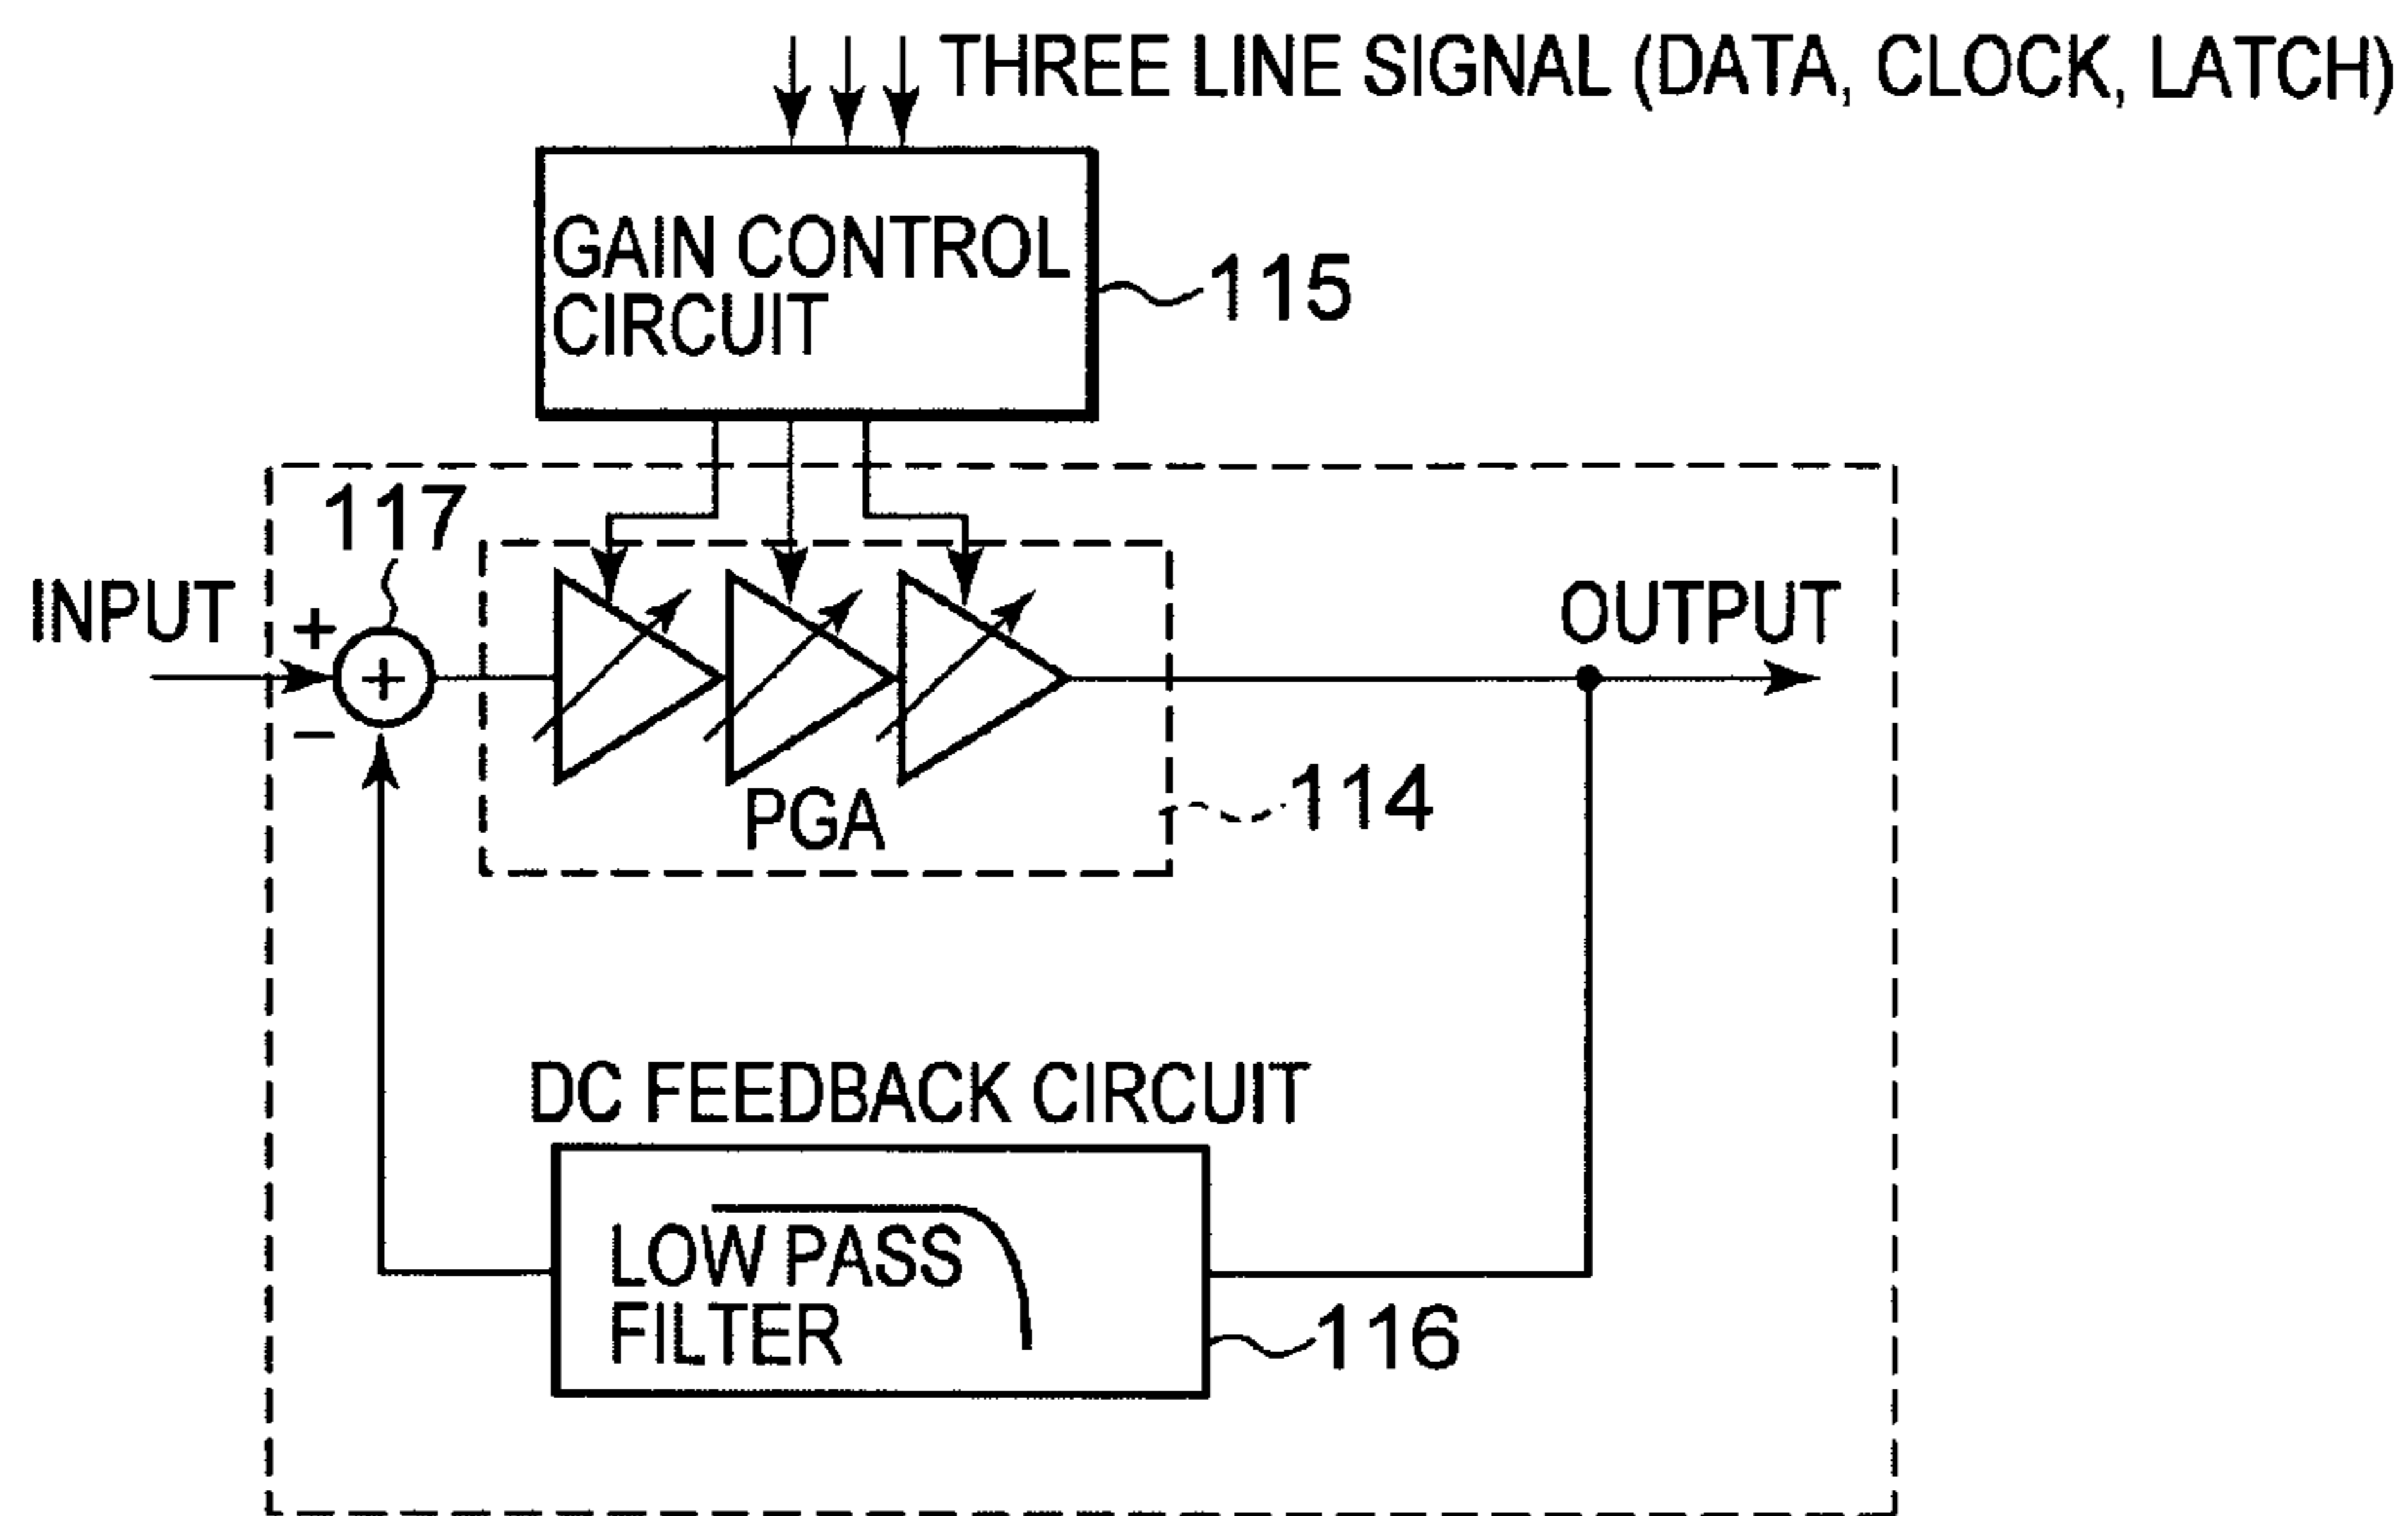 THREE LINE SIGNAL (DATA, CLOCK, LATCH)
GAIN CONTROL
CIRCUIT
115
117
INPUT
+
+
−
OUTPUT
PGA
114
DC FEEDBACK CIRCUIT
LOW PASS
FILTER
116